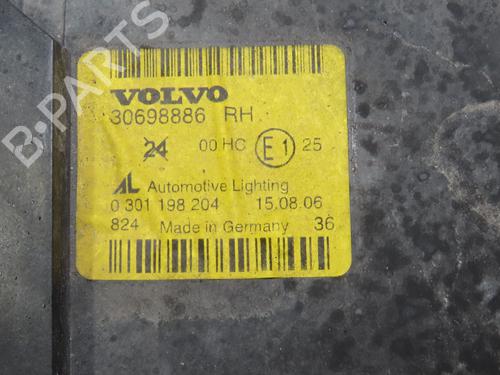 VOLVO
30698886 RH
24 00 HC E1 25
AL Automotive Lighting
0 301 198 204 15.08.06
824 Made in Germany 36
B-PARTS